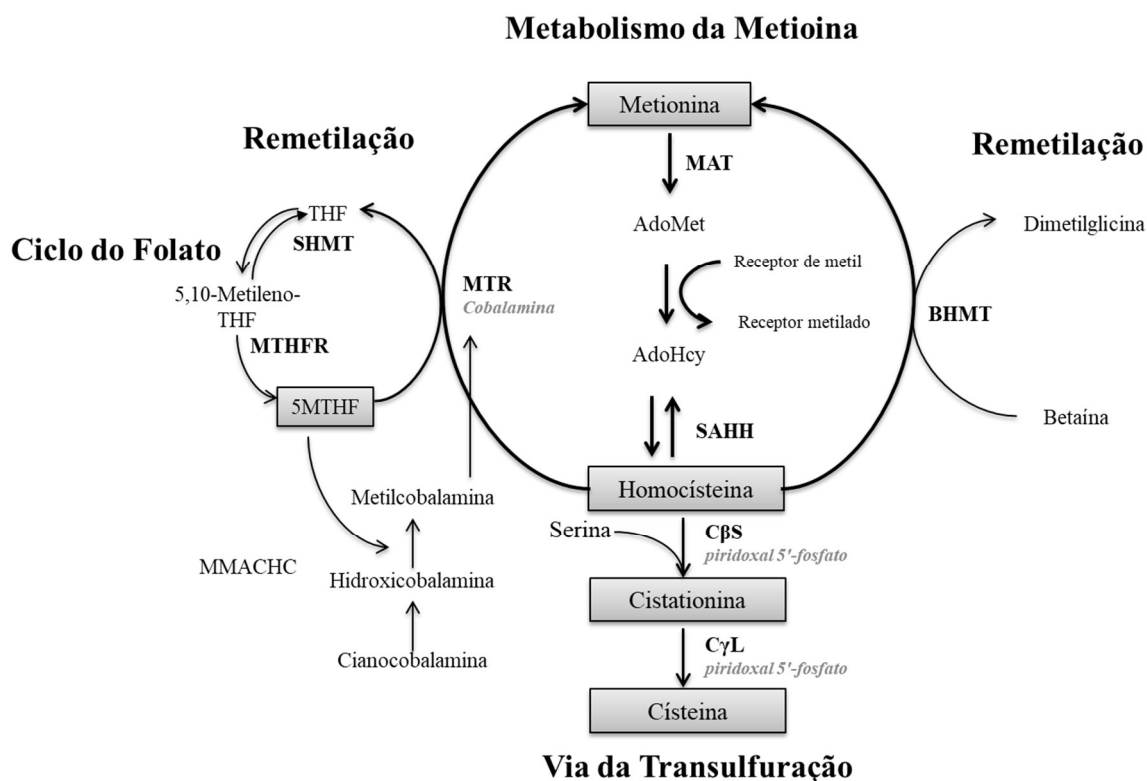 Metabolismo da Metioina
Metionina
Remetilação
Remetilação
MAT
THF
AdoMet
Dimetilglicina
SHMT
Ciclo do Folato
Receptor de metil
5,10-Metileno-
THF
MTR
Cobalamina
Receptor metilado
BHMT
MTHFR
AdoHcy
5MTHF
Betaína
SAHH
Metilcobalamina
Homocísteina
Serina
CβS
piridoxal 5'-fosfato
MMACHC
Hidroxicobalamina
Cistationina
CγL
piridoxal 5'-fosfato
Cianocobalamina
Císteina
Via da Transulfuração